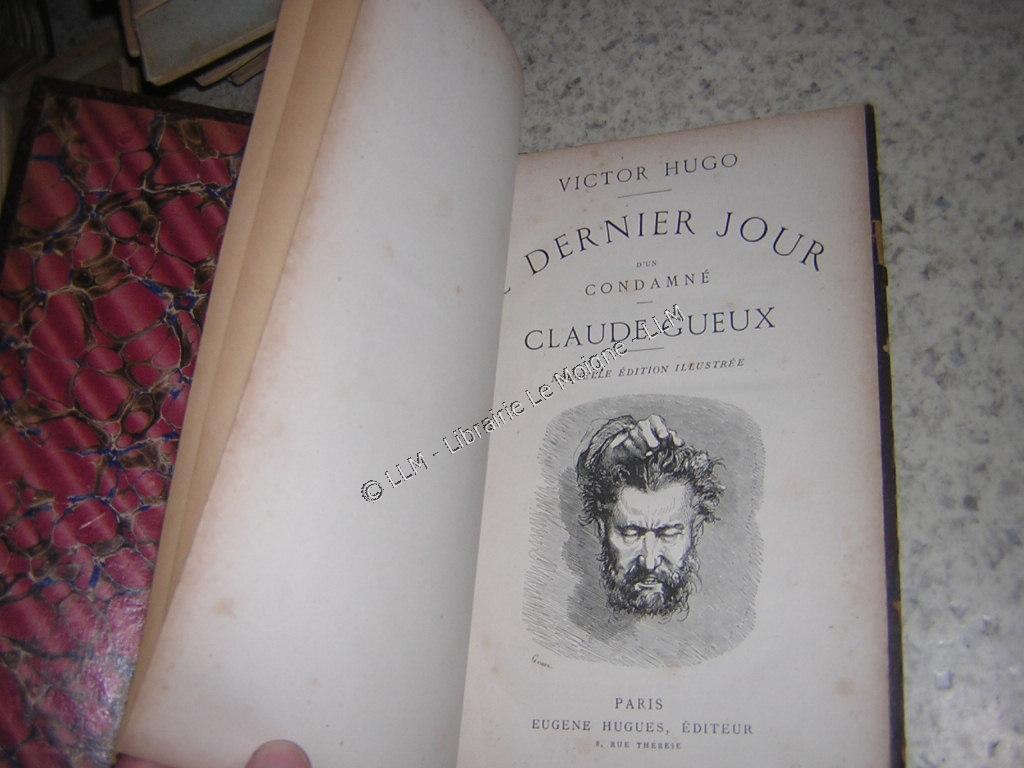 VICTOR HUGO
DERNIER JOUR
D'UN
CONDAMNÉ
CLAUDE GUEUX
ÉDITION ILLUSTRÉE
© LLM - Librairie Le Moigne - LLM
PARIS
EUGENE HUGUES, ÉDITEUR
8, RUE THÉRÈSE